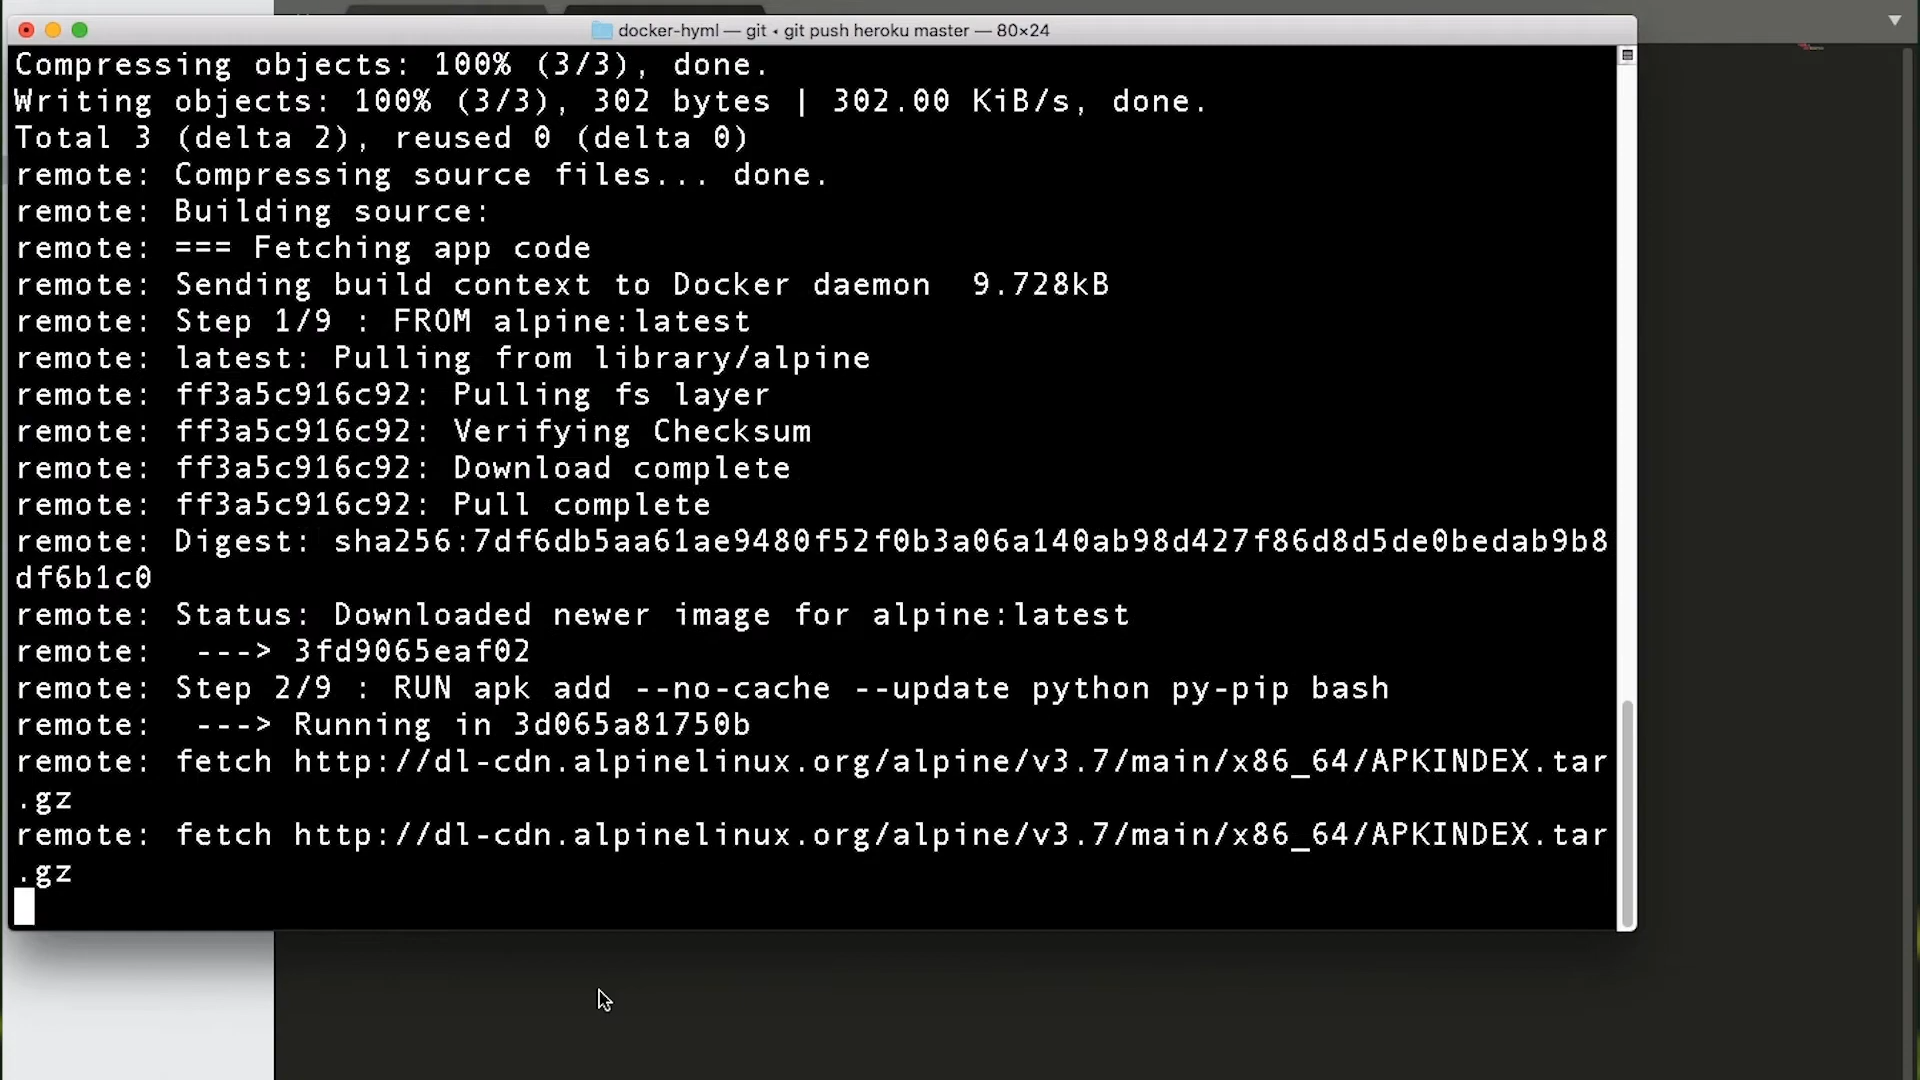 docker-hyml — git ◂ git push heroku master — 80×24
Compressing objects: 100% (3/3), done.
Writing objects: 100% (3/3), 302 bytes | 302.00 KiB/s, done.
Total 3 (delta 2), reused 0 (delta 0)
remote: Compressing source files... done.
remote: Building source:
remote: === Fetching app code
remote: Sending build context to Docker daemon  9.728kB
remote: Step 1/9 : FROM alpine:latest
remote: latest: Pulling from library/alpine
remote: ff3a5c916c92: Pulling fs layer
remote: ff3a5c916c92: Verifying Checksum
remote: ff3a5c916c92: Download complete
remote: ff3a5c916c92: Pull complete
remote: Digest: sha256:7df6db5aa61ae9480f52f0b3a06a140ab98d427f86d8d5de0bedab9b8
df6b1c0
remote: Status: Downloaded newer image for alpine:latest
remote:  ---> 3fd9065eaf02
remote: Step 2/9 : RUN apk add --no-cache --update python py-pip bash
remote:  ---> Running in 3d065a81750b
remote: fetch http://dl-cdn.alpinelinux.org/alpine/v3.7/main/x86_64/APKINDEX.tar
.gz
remote: fetch http://dl-cdn.alpinelinux.org/alpine/v3.7/main/x86_64/APKINDEX.tar
.gz